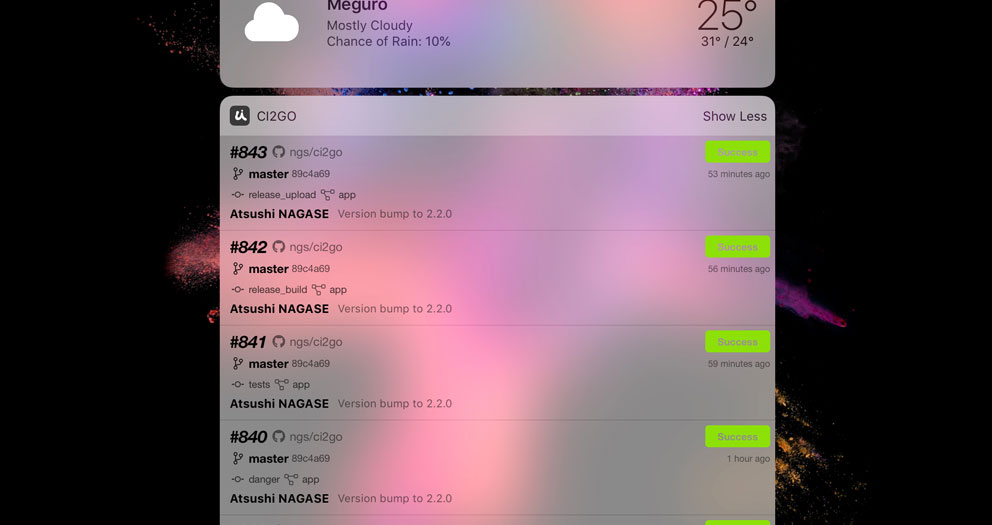 Meguro
25°
Mostly Cloudy
Chance of Rain: 10%
31° / 24°
CI2GO
Show Less
#843 ngs/ci2go
Success
master 89c4a69
53 minutes ago
release_upload app
Atsushi NAGASE Version bump to 2.2.0
#842 ngs/ci2go
Success
master 89c4a69
56 minutes ago
release_build app
Atsushi NAGASE Version bump to 2.2.0
#841 ngs/ci2go
Success
master 89c4a69
59 minutes ago
tests app
Atsushi NAGASE Version bump to 2.2.0
#840 ngs/ci2go
Success
master 89c4a69
1 hour ago
danger app
Atsushi NAGASE Version bump to 2.2.0